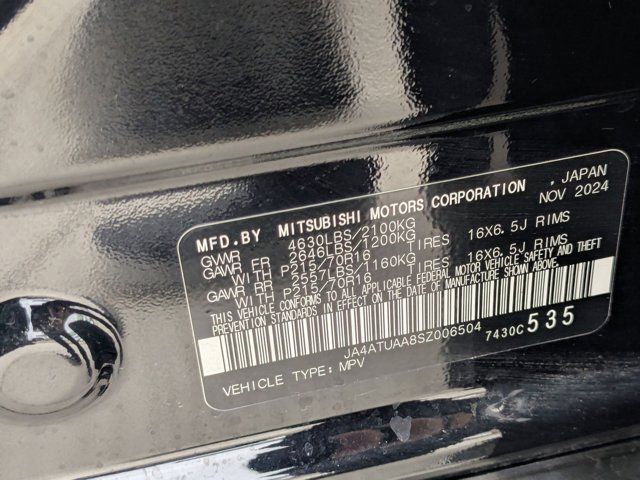 MFD.BY MITSUBISHI MOTORS CORPORATION , JAPAN
NOV 2024
GVWR 4630LBS/2100KG
GAWR FR 2646LBS/1200KG
WITH P215/70R16 TIRES 16X6.5J RIMS
GAWR RR 2557LBS/1160KG
WITH P215/70R16 TIRES 16X6.5J RIMS
THIS VEHICLE CONFORMS TO ALL APPLICABLE FEDERAL MOTOR VEHICLE SAFETY AND THEFT
PREVENTION STANDARDS IN EFFECT ON THE DATE OF MANUFACTURE SHOWN ABOVE.
JA4ATUAA8SZ006504 7430C 535
VEHICLE TYPE: MPV